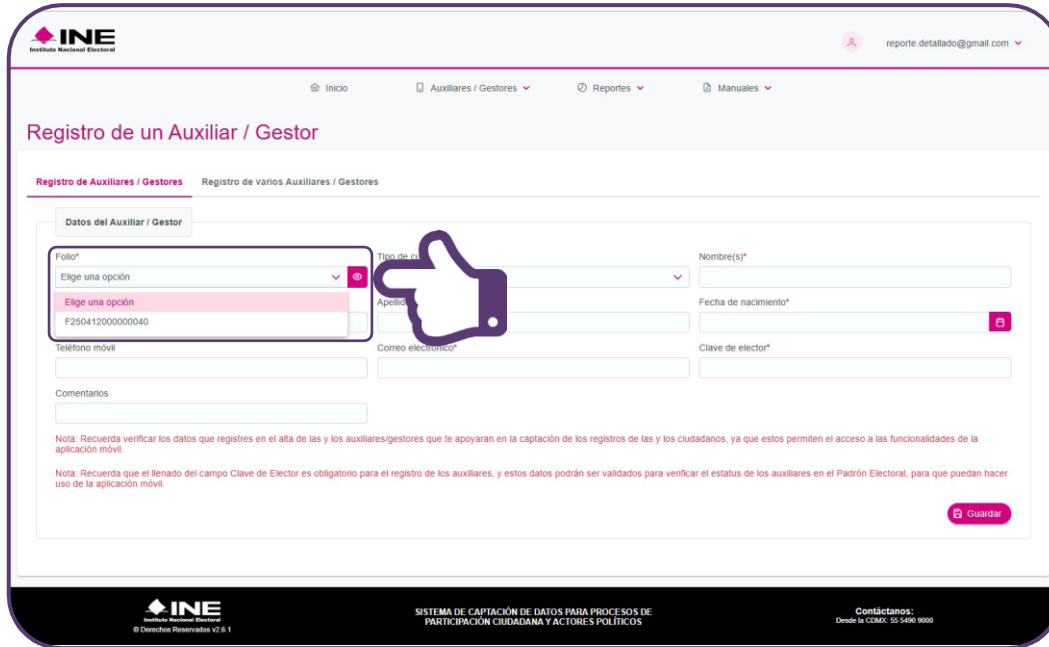 INE
Instituto Nacional Electoral
reporte.detallado@gmail.com
Inicio
Auxiliares / Gestores
Reportes
Manuales
Registro de un Auxiliar / Gestor
Registro de Auxiliares / Gestores
Registro de varios Auxiliares / Gestores
Datos del Auxiliar / Gestor
Folio*
Tipo de
Nombre(s)*
Elige una opción
Elige una opción
F250412000000040
Fecha de nacimiento*
Teléfono móvil
Correo electrónico*
Clave de elector*
Comentarios
Nota: Recuerda verificar los datos que registres en el alta de las y los auxiliares/gestores que te apoyaran en la captación de los registros de las y los ciudadanos, ya que estos permiten el acceso a las funcionalidades de la
aplicación móvil.
Nota: Recuerda que el llenado del campo Clave de Elector es obligatorio para el registro de los auxiliares, y estos datos podrán ser validados para verificar el estatus de los auxiliares en el Padrón Electoral, para que puedan hacer
uso de la aplicación móvil.
Guardar
INE
Instituto Nacional Electoral
© Derechos Reservados v2.6.1
SISTEMA DE CAPTACIÓN DE DATOS PARA PROCESOS DE
PARTICIPACIÓN CIUDADANA Y ACTORES POLÍTICOS
Contáctanos:
Desde la CDMX: 55 5490 9000